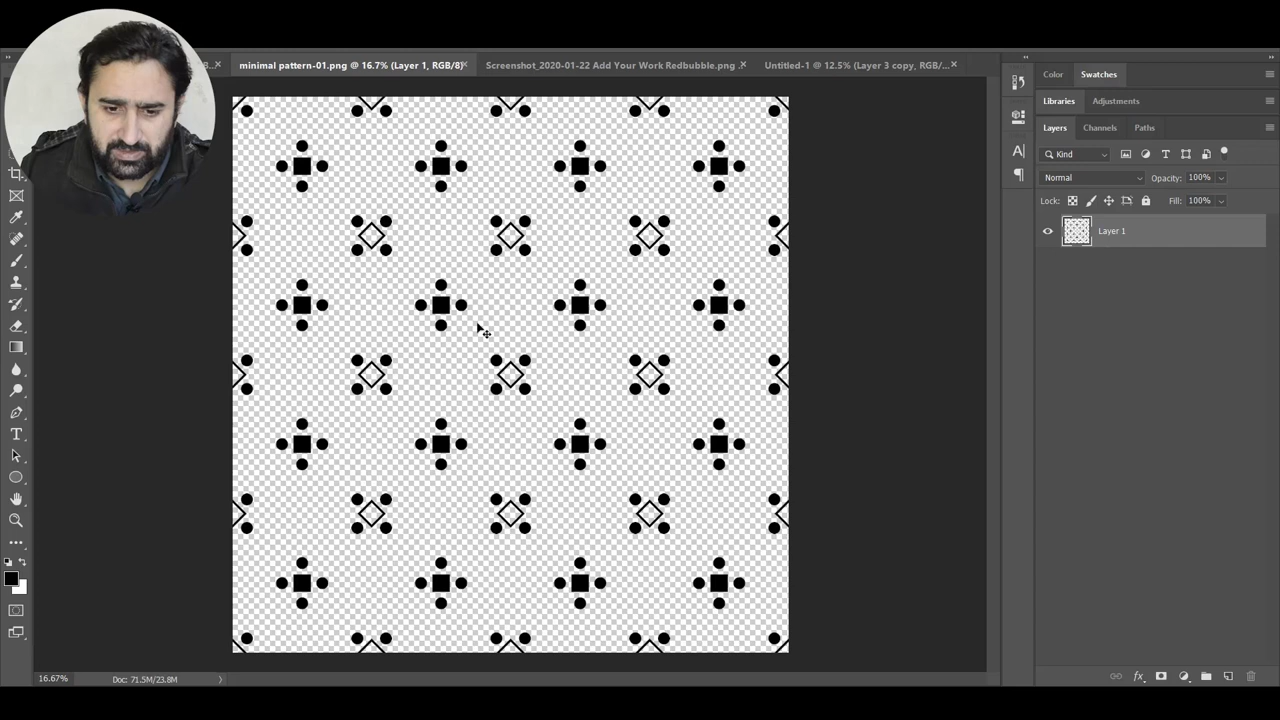 B...
minimal pattern-01.png @ 16.7% (Layer 1, RGB/8)
Screenshot_2020-01-22 Add Your Work Redbubble.png ...
Untitled-1 @ 12.5% (Layer 3 copy, RGB/...
Color
Swatches
Libraries
Adjustments
Layers
Channels
Paths
Kind
Normal
Opacity: 100%
Lock:
Fill: 100%
Layer 1
16.67%
Doc: 71.5M/23.8M